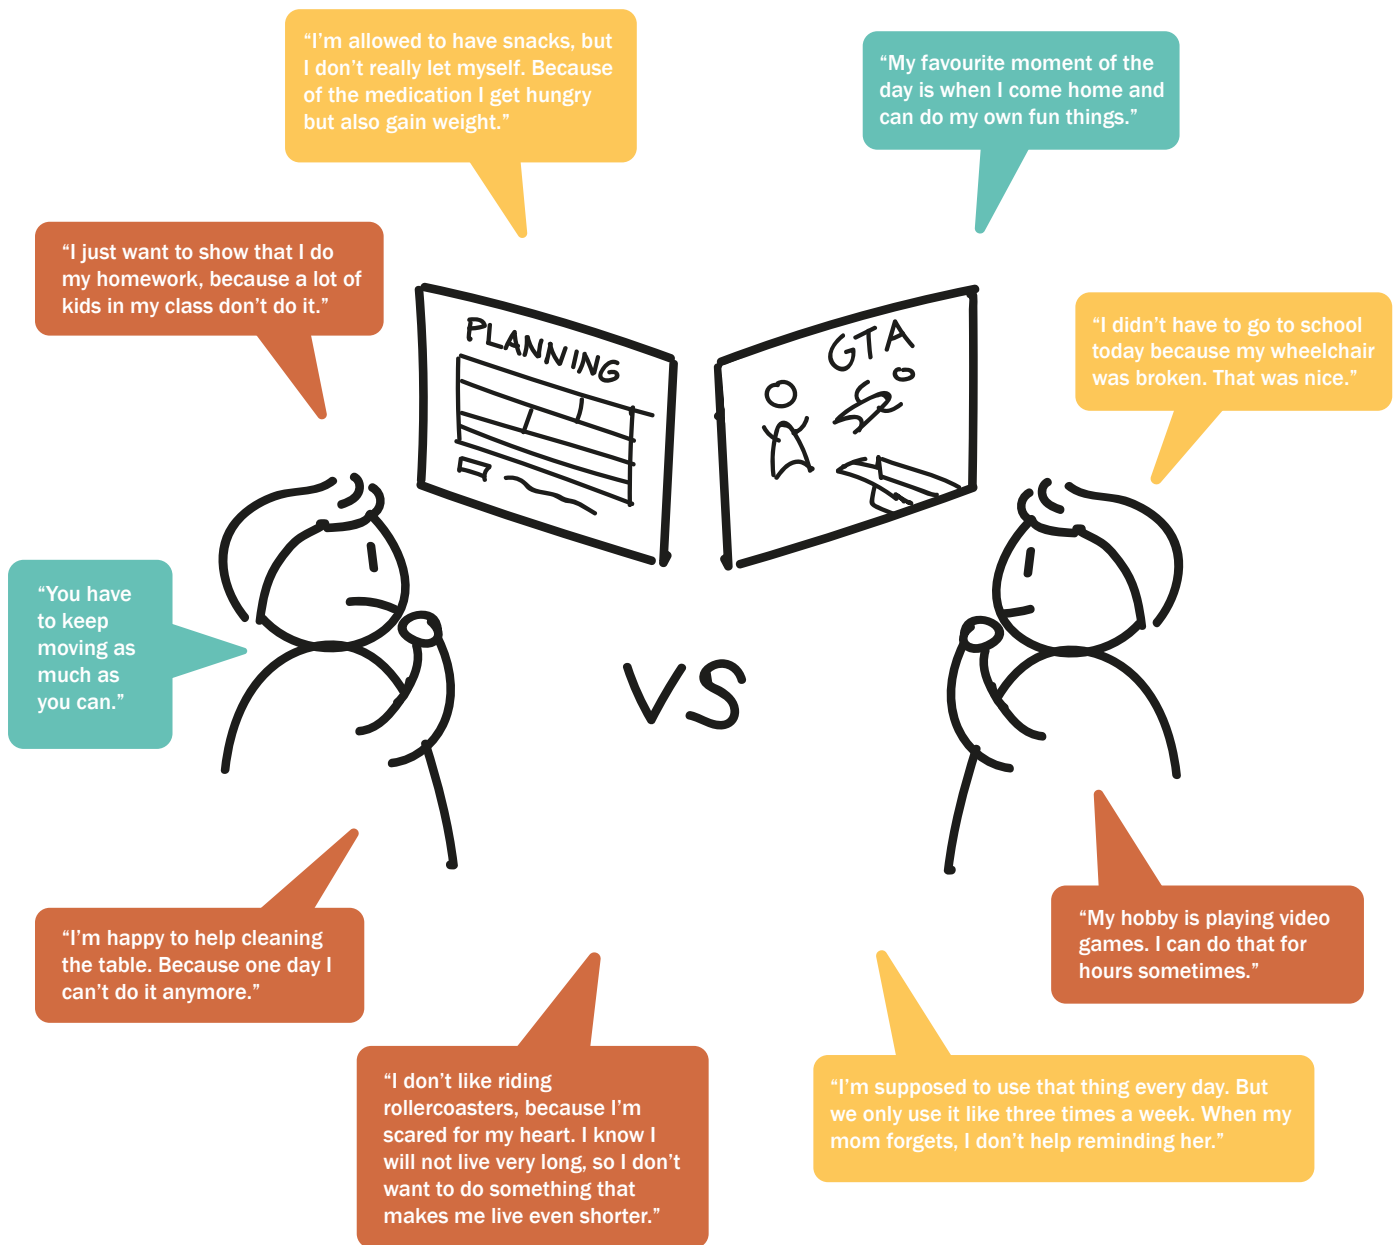 “I’m allowed to have snacks, but
I don’t really let myself. Because
of the medication I get hungry
but also gain weight.”
“My favourite moment of the
day is when I come home and
can do my own fun things.”
“I just want to show that I do
my homework, because a lot of
kids in my class don’t do it.”
“I didn’t have to go to school
today because my wheelchair
was broken. That was nice.”
PLANNING
GTA
“You have
to keep
moving as
much as
you can.”
VS
“I’m happy to help cleaning
the table. Because one day I
can’t do it anymore.”
“My hobby is playing video
games. I can do that for
hours sometimes.”
“I don’t like riding
rollercoasters, because I’m
scared for my heart. I know I
will not live very long, so I don’t
want to do something that
makes me live even shorter.”
“I’m supposed to use that thing every day. But
we only use it like three times a week. When my
mom forgets, I don’t help reminding her.”